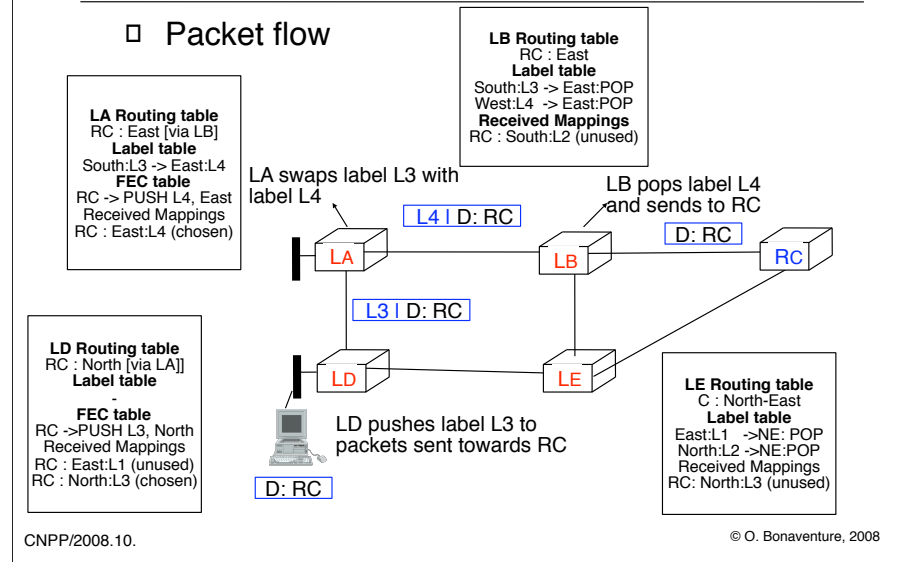 Packet flow
LB Routing table
RC : East
Label table
South:L3 -> East:POP
West:L4 -> East:POP
Received Mappings
RC : South:L2 (unused)
LA Routing table
RC : East [via LB]
Label table
South:L3 -> East:L4
FEC table
RC -> PUSH L4, East
Received Mappings
RC : East:L4 (chosen)
LA swaps label L3 with
label L4
LB pops label L4
and sends to RC
L4 | D: RC
D: RC
LA
LB
RC
L3 | D: RC
LD Routing table
RC : North [via LA]]
Label table
-
FEC table
RC ->PUSH L3, North
Received Mappings
RC : East:L1 (unused)
RC : North:L3 (chosen)
LD
LE
LD pushes label L3 to
packets sent towards RC
D: RC
LE Routing table
C : North-East
Label table
East:L1 ->NE: POP
North:L2 ->NE:POP
Received Mappings
RC: North:L3 (unused)
CNPP/2008.10.
© O. Bonaventure, 2008